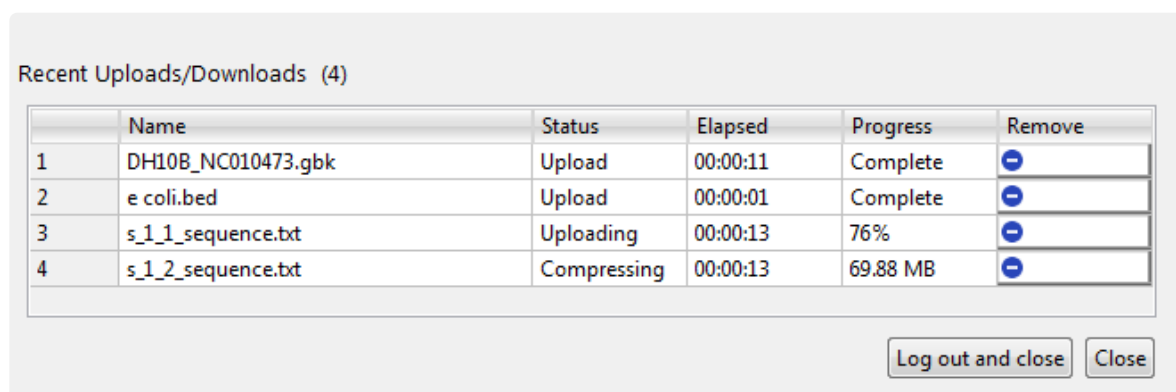 Recent Uploads/Downloads (4)
Name Status Elapsed Progress Remove
1 DH10B_NC010473.gbk Upload 00:00:11 Complete
2 e coli.bed Upload 00:00:01 Complete
3 s_1_1_sequence.txt Uploading 00:00:13 76%
4 s_1_2_sequence.txt Compressing 00:00:13 69.88 MB
Log out and close Close